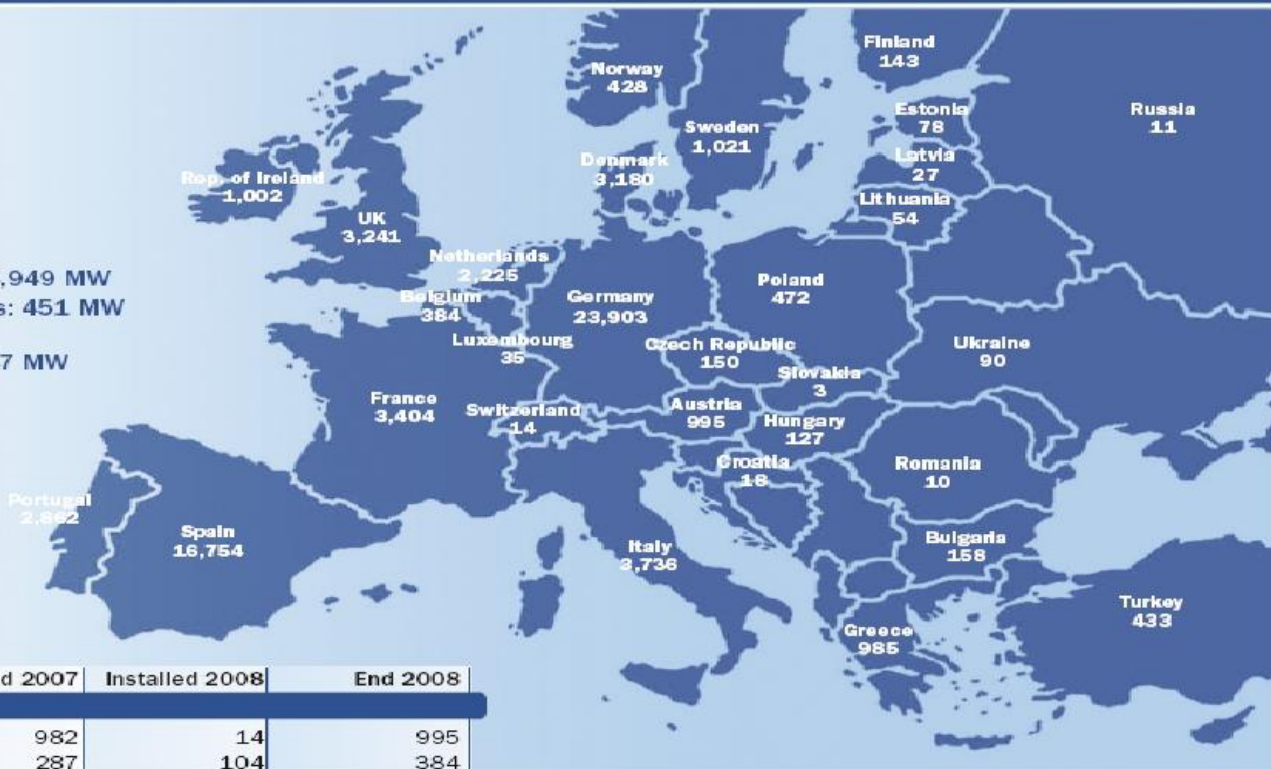 Finland
143
Norway
428
Russia
11
Estonia
78
Sweden
1,021
Denmark
3,180
Latvia
27
Rep. of Ireland
1,002
Lithuania
54
UK
3,241
Netherlands
2,225
,949 MW
s: 451 MW
7 MW
Poland
472
Belgium
384
Germany
23,903
Luxembourg
35
Czech Republic
150
Ukraine
90
Slovakia
3
France
3,404
Switzerland
14
Austria
995
Hungary
127
Croatia
18
Romania
10
Portugal
2,862
Spain
16,754
Italy
3,736
Bulgaria
158
Turkey
433
Greece
985
d 2007 Installed 2008 End 2008
982 14 995
287 104 384